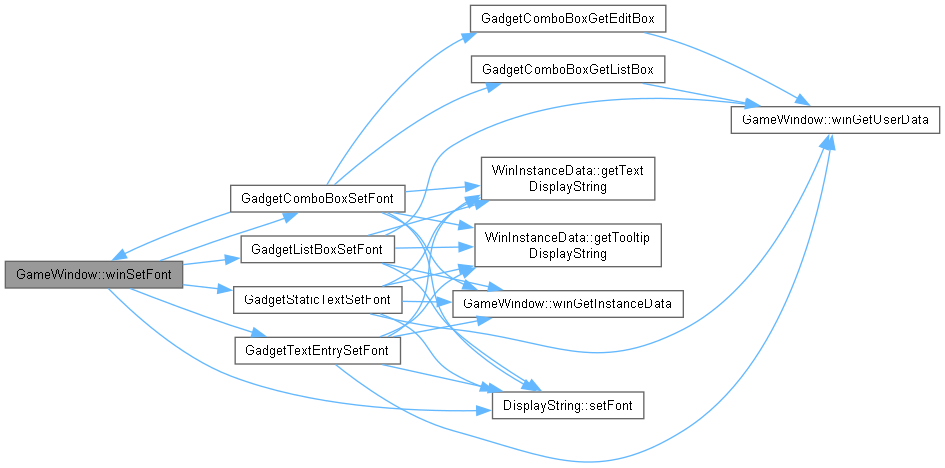 GadgetComboBoxGetEditBox
GadgetComboBoxGetListBox
GameWindow::winGetUserData
WinInstanceData::getText
DisplayString
GadgetComboBoxSetFont
WinInstanceData::getTooltip
DisplayString
GadgetListBoxSetFont
GameWindow::winSetFont
GadgetStaticTextSetFont
GameWindow::winGetInstanceData
GadgetTextEntrySetFont
DisplayString::setFont